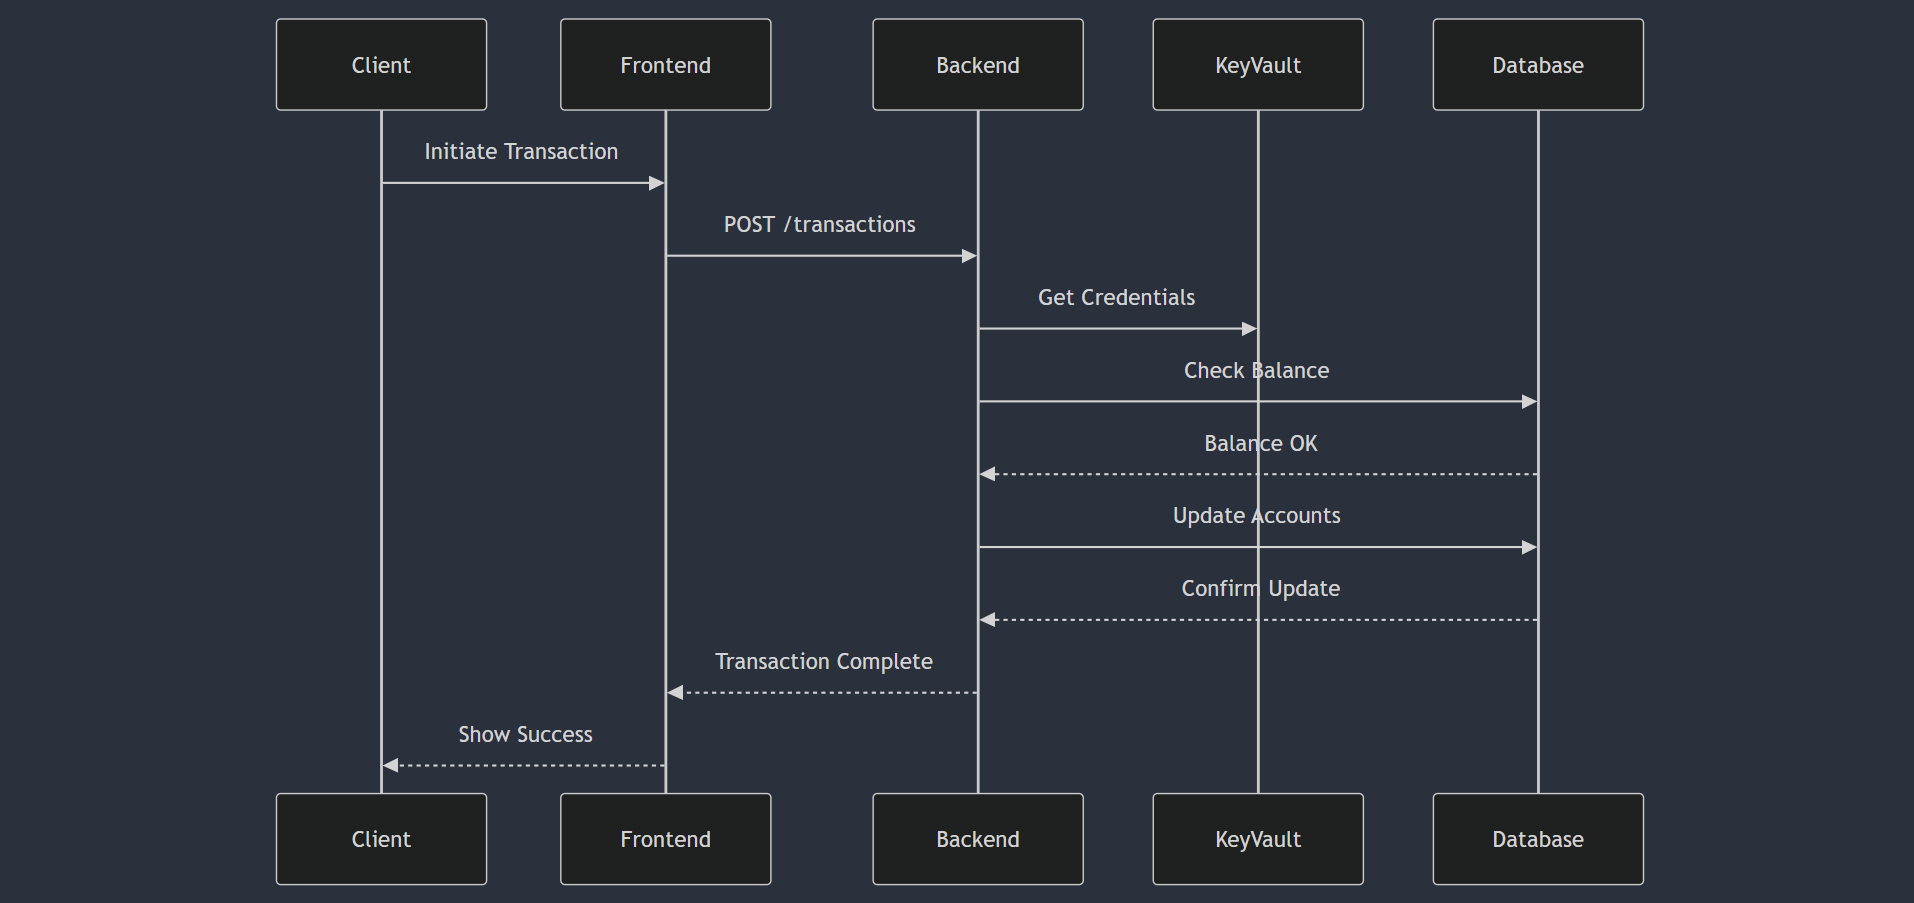 Client
Frontend
Backend
KeyVault
Database
Initiate Transaction
POST /transactions
Get Credentials
Check Balance
Balance OK
Update Accounts
Confirm Update
Transaction Complete
Show Success
Client
Frontend
Backend
KeyVault
Database